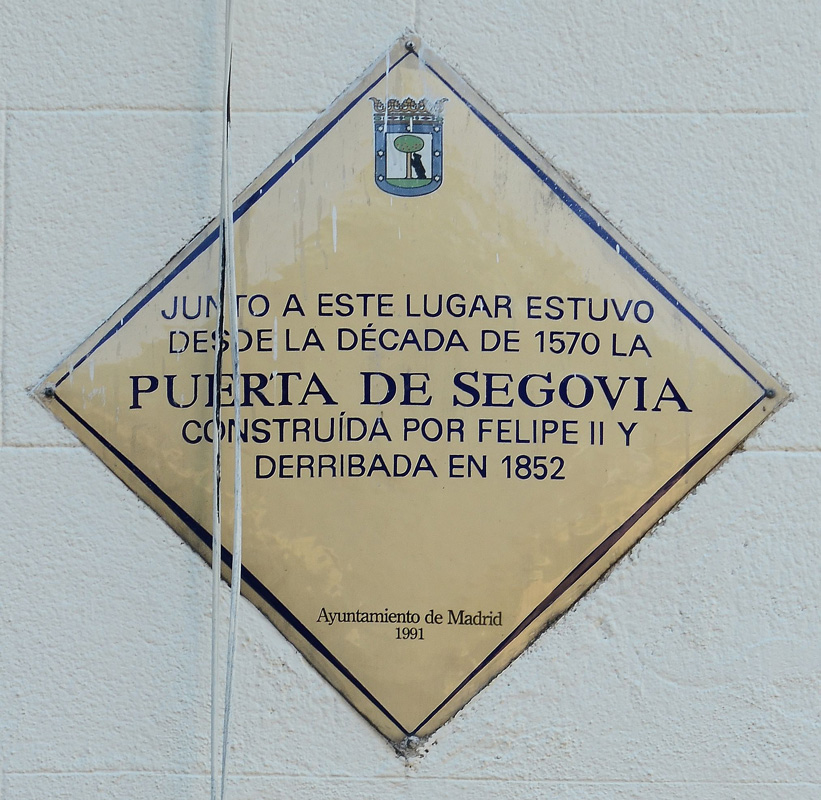 JUNTO A ESTE LUGAR ESTUVO
DESDE LA DÉCADA DE 1570 LA
PUERTA DE SEGOVIA
CONSTRUÍDA POR FELIPE II Y
DERRIBADA EN 1852
Ayuntamiento de Madrid
1991